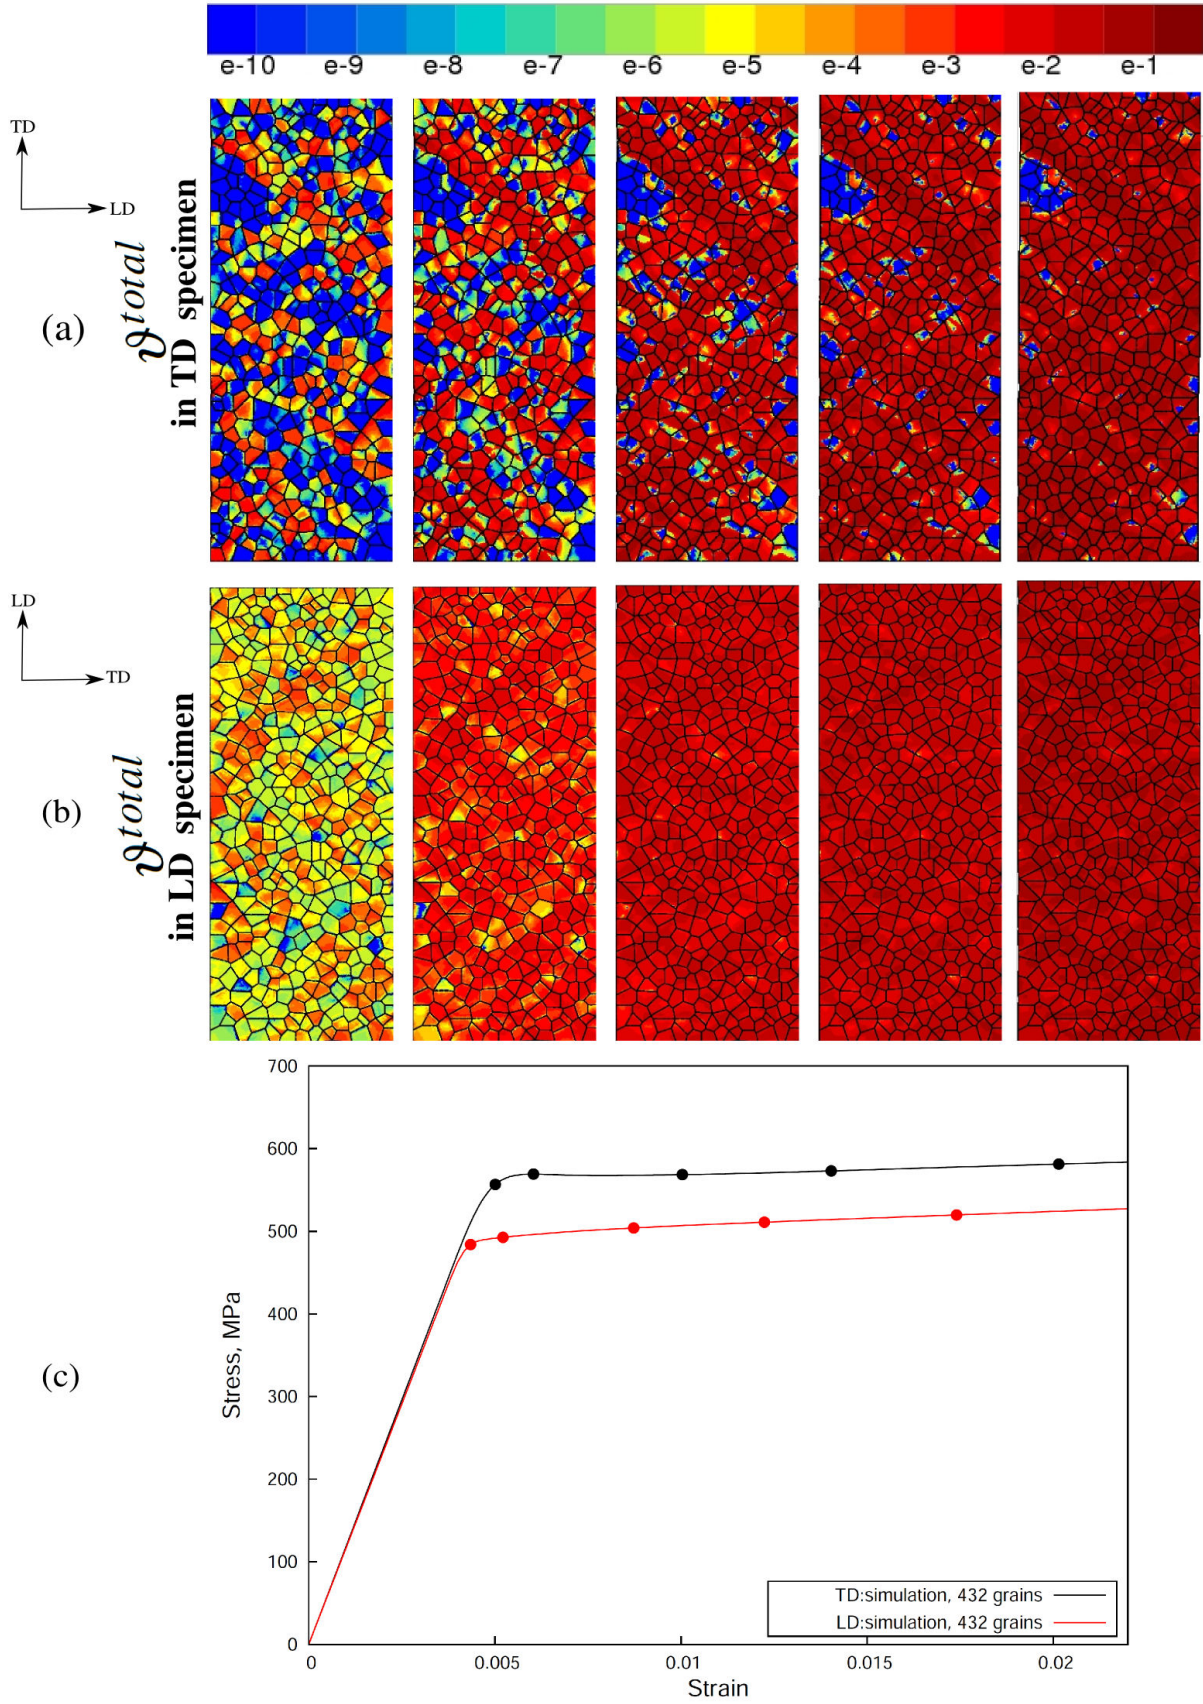 e-10 e-9 e-8 e-7 e-6 e-5 e-4 e-3 e-2 e-1
TD
LD
(a)
ϑtotal
in TD specimen
LD
TD
(b)
ϑtotal
in LD specimen
(c)
700
600
500
400
300
200
100
0
Stress, MPa
TD:simulation, 432 grains
LD:simulation, 432 grains
0 0.005 0.01 0.015 0.02
Strain